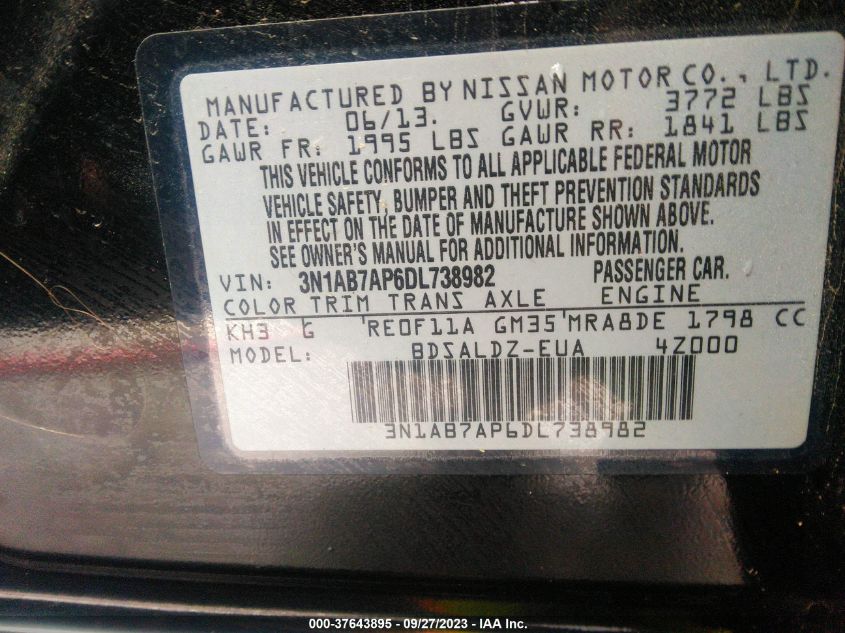 MANUFACTURED BY NISSAN MOTOR CO., LTD.
DATE: 06/13. GVWR: 3772 LBS
GAWR FR: 1995 LBS GAWR RR: 1841 LBS
THIS VEHICLE CONFORMS TO ALL APPLICABLE FEDERAL MOTOR
VEHICLE SAFETY, BUMPER AND THEFT PREVENTION STANDARDS
IN EFFECT ON THE DATE OF MANUFACTURE SHOWN ABOVE.
SEE OWNER'S MANUAL FOR ADDITIONAL INFORMATION.
VIN: 3N1AB7AP6DL738982 PASSENGER CAR.
COLOR TRIM TRANS AXLE ENGINE
KH3 G RE0F11A GM35 MRA8DE 1798 CC
MODEL: BDSALDZ-EUA 4Z000
3N1AB7AP6DL738982
000-37643895 - 09/27/2023 - IAA Inc.